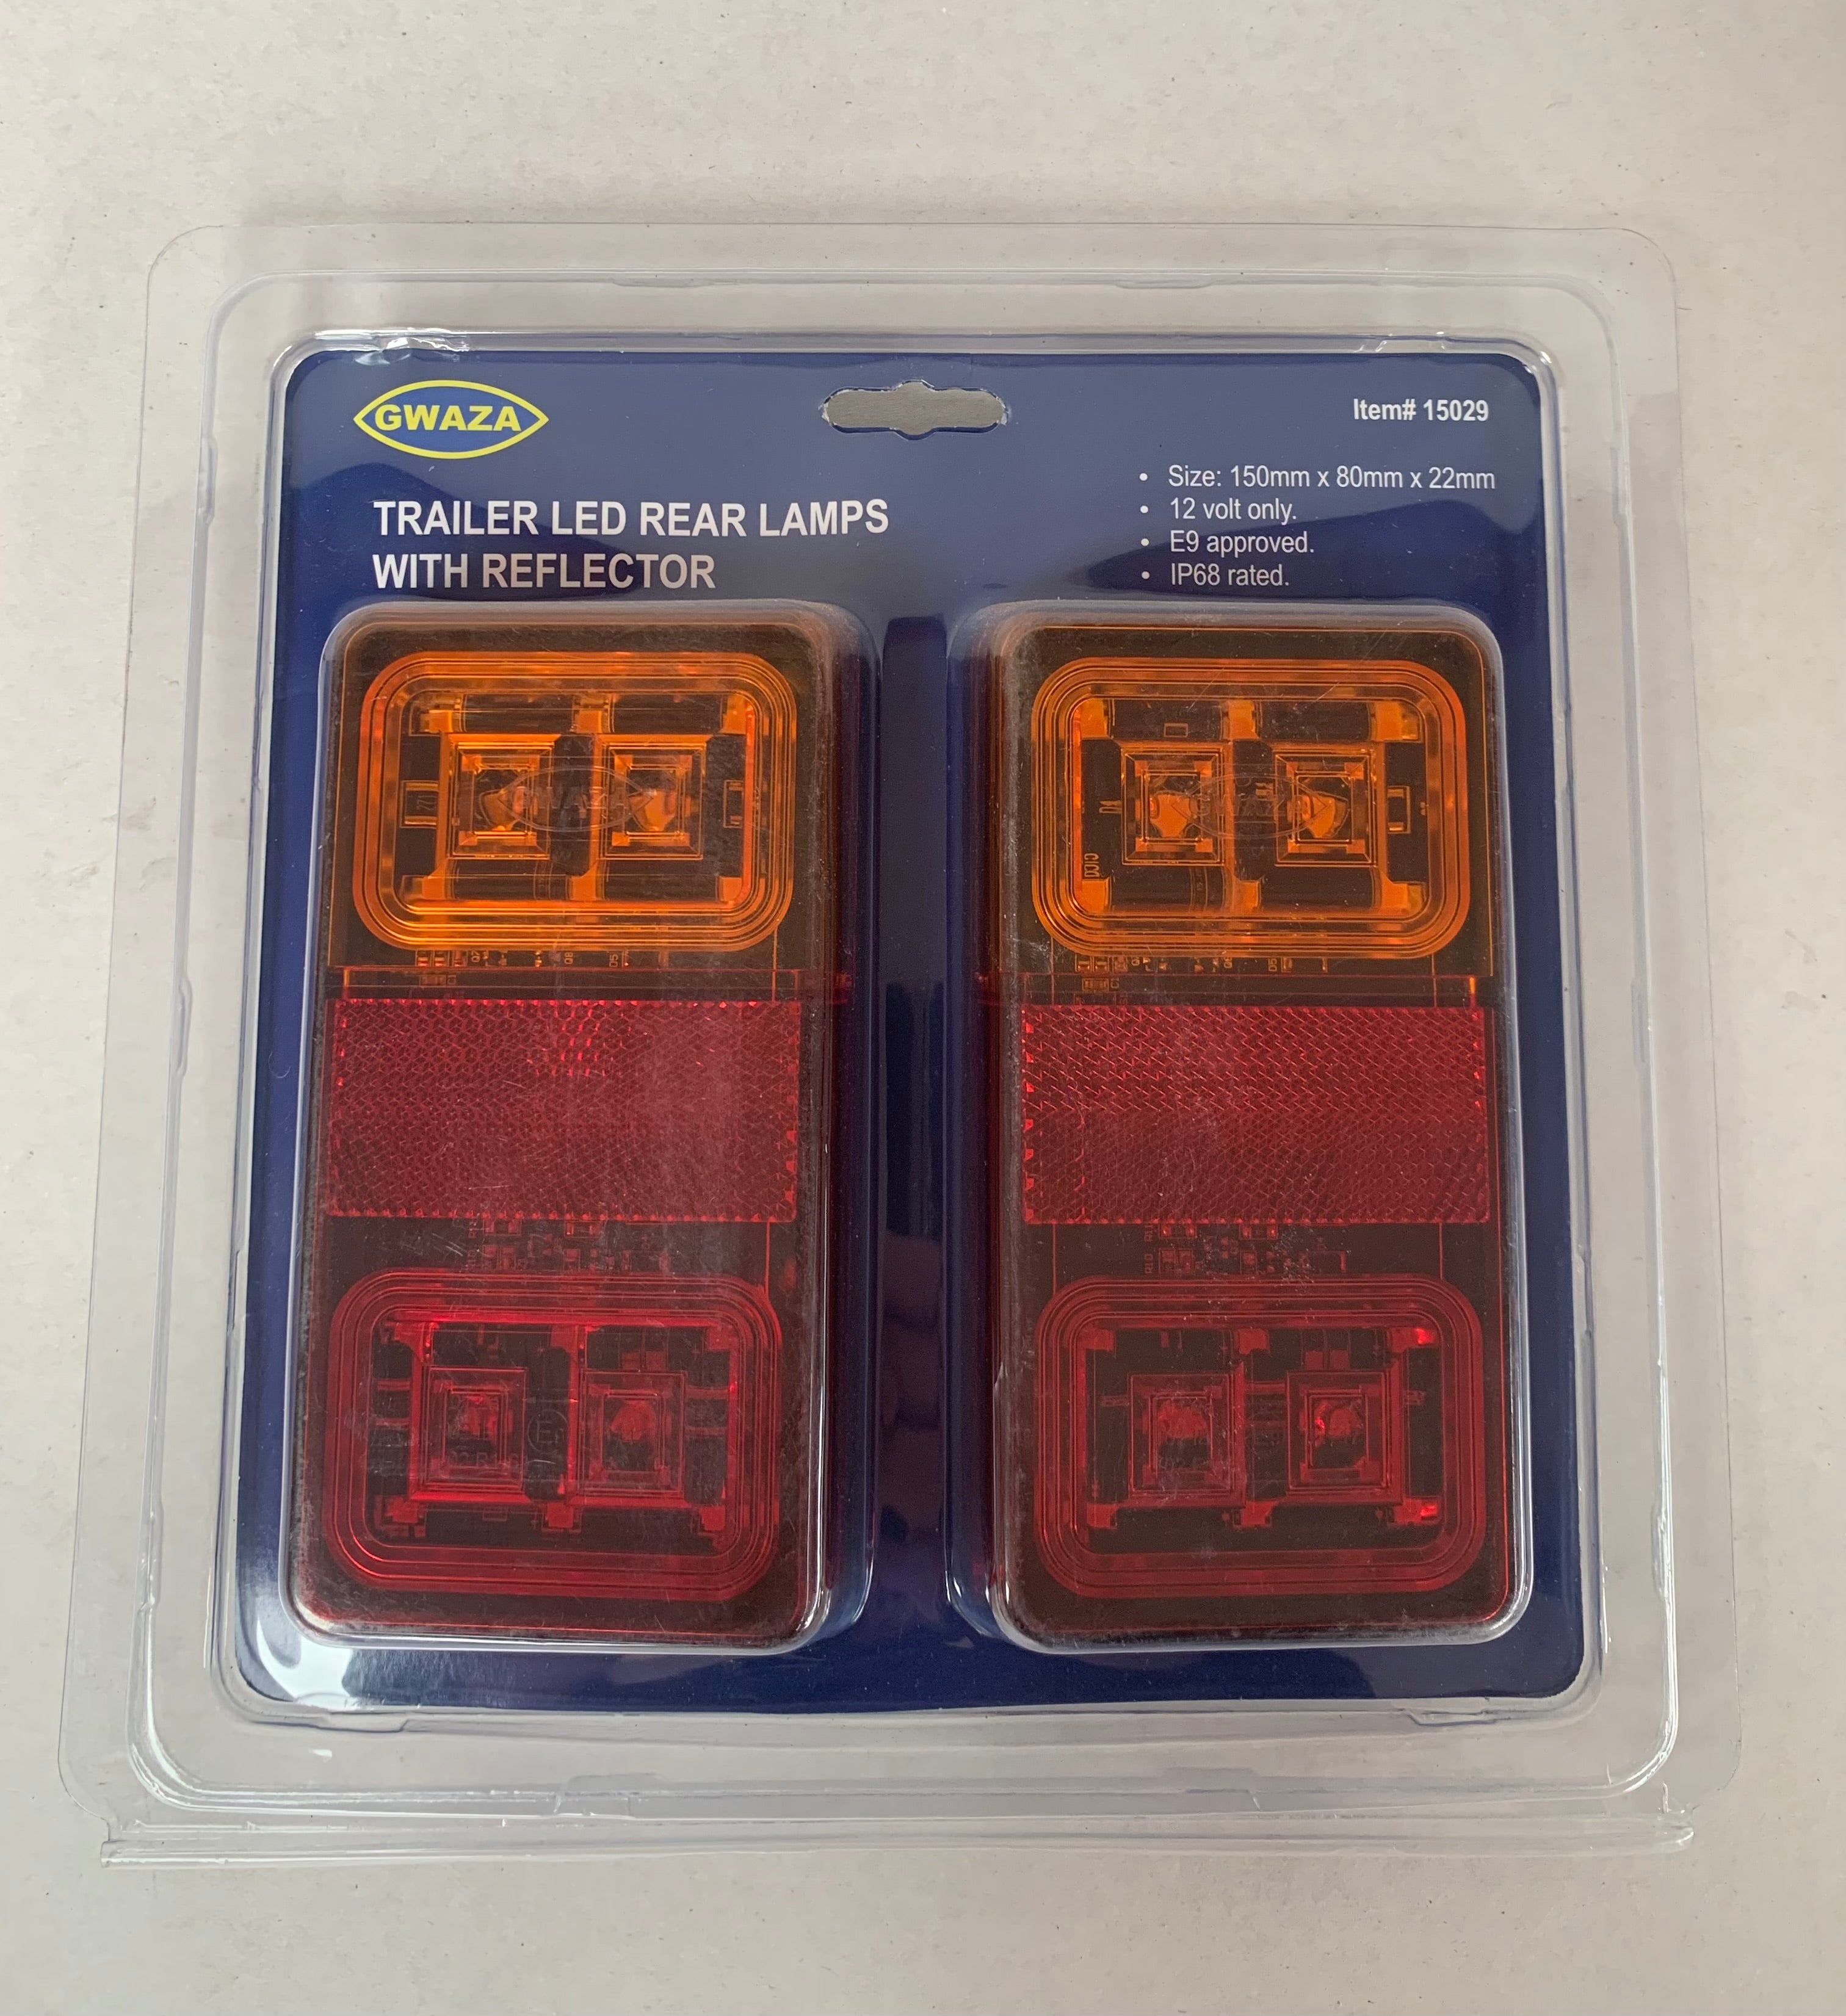 GWAZA
Item# 15029
TRAILER LED REAR LAMPS
WITH REFLECTOR
• Size: 150mm x 80mm x 22mm
• 12 volt only.
• E9 approved.
• IP68 rated.
GWAZA